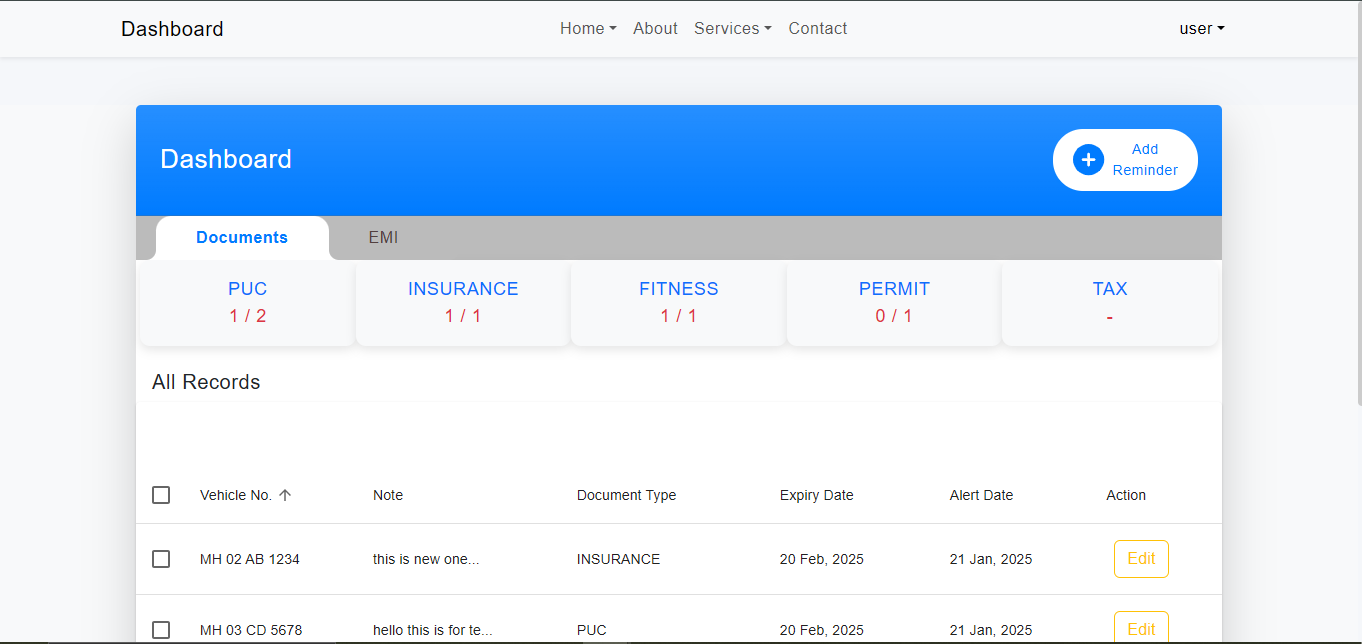 Dashboard Home About Services Contact user
Dashboard
Add
Reminder
Documents EMI
PUC INSURANCE FITNESS PERMIT TAX
1 / 2 1 / 1 1 / 1 0 / 1 -
All Records
Vehicle No. Note Document Type Expiry Date Alert Date Action
MH 02 AB 1234 this is new one... INSURANCE 20 Feb, 2025 21 Jan, 2025 Edit
MH 03 CD 5678 hello this is for te... PUC 20 Feb, 2025 21 Jan, 2025 Edit